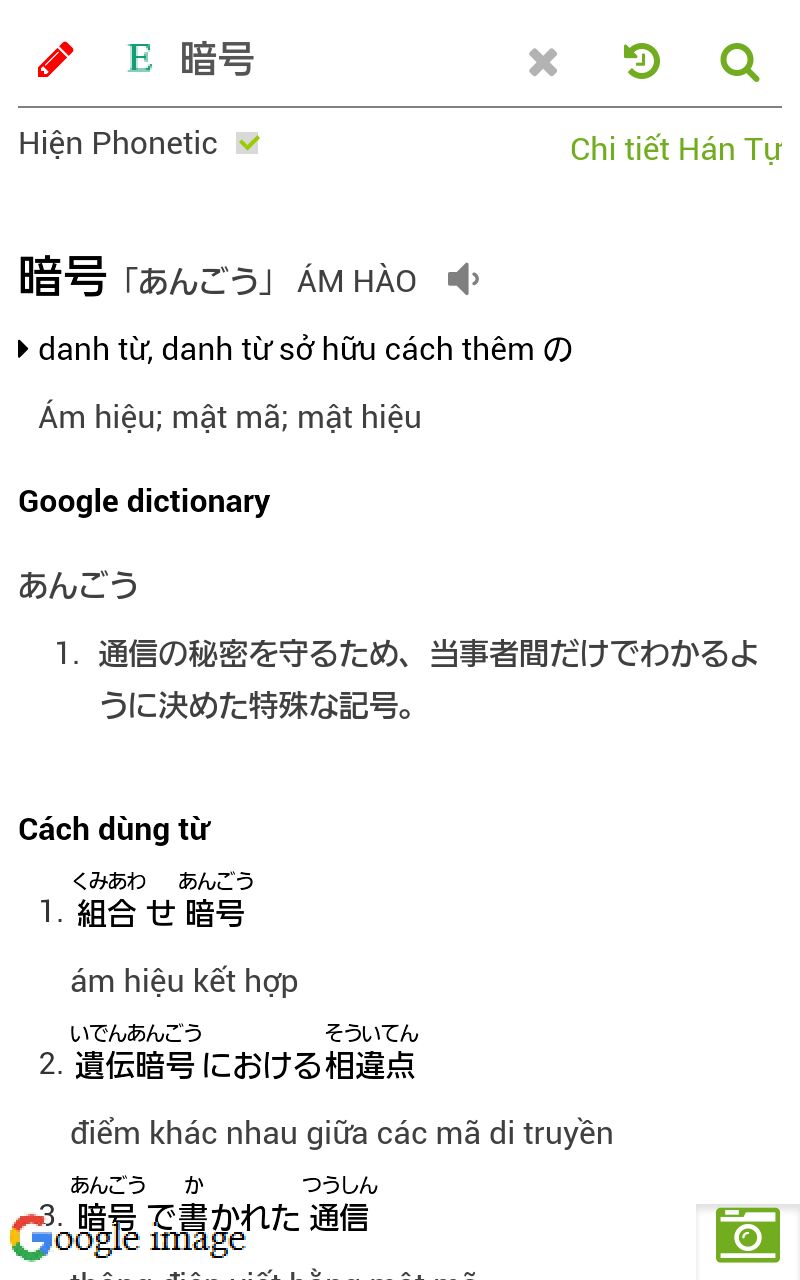 E 暗号
Hiện Phonetic
Chi tiết Hán Tự
暗号 「あんごう」 ÁM HÀO
danh từ, danh từ sở hữu cách thêm の
Ám hiệu; mật mã; mật hiệu
Google dictionary
あんごう
1. 通信の秘密を守るため、当事者間だけでわかるよ
うに決めた特殊な記号。
Cách dùng từ
くみあわ あんごう
1. 組合せ 暗号
ám hiệu kết hợp
いでんあんごう そういてん
2. 遺伝暗号における相違点
điểm khác nhau giữa các mã di truyền
あんごう か つうしん
3. 暗号で書かれた通信
Google image
thông điệp viết bằng mật mã